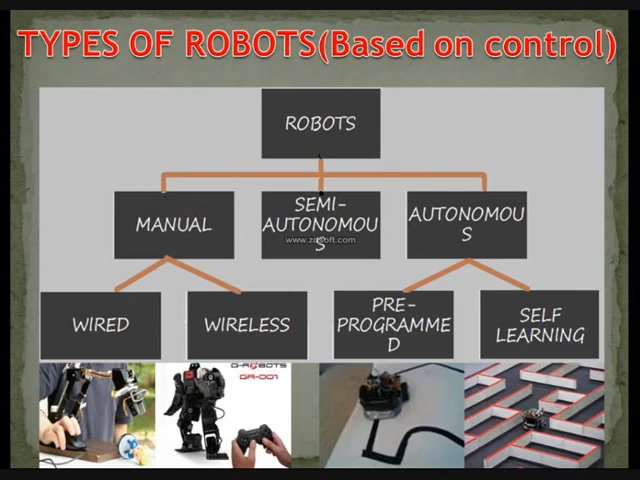 TYPES OF ROBOTS(Based on control)
ROBOTS
MANUAL
SEMI-
AUTONOMOU
S
AUTONOMOU
S
www.zdsoft.com
WIRED
WIRELESS
PRE-
PROGRAMME
D
SELF
LEARNING
G-ROBOTS
GR-001